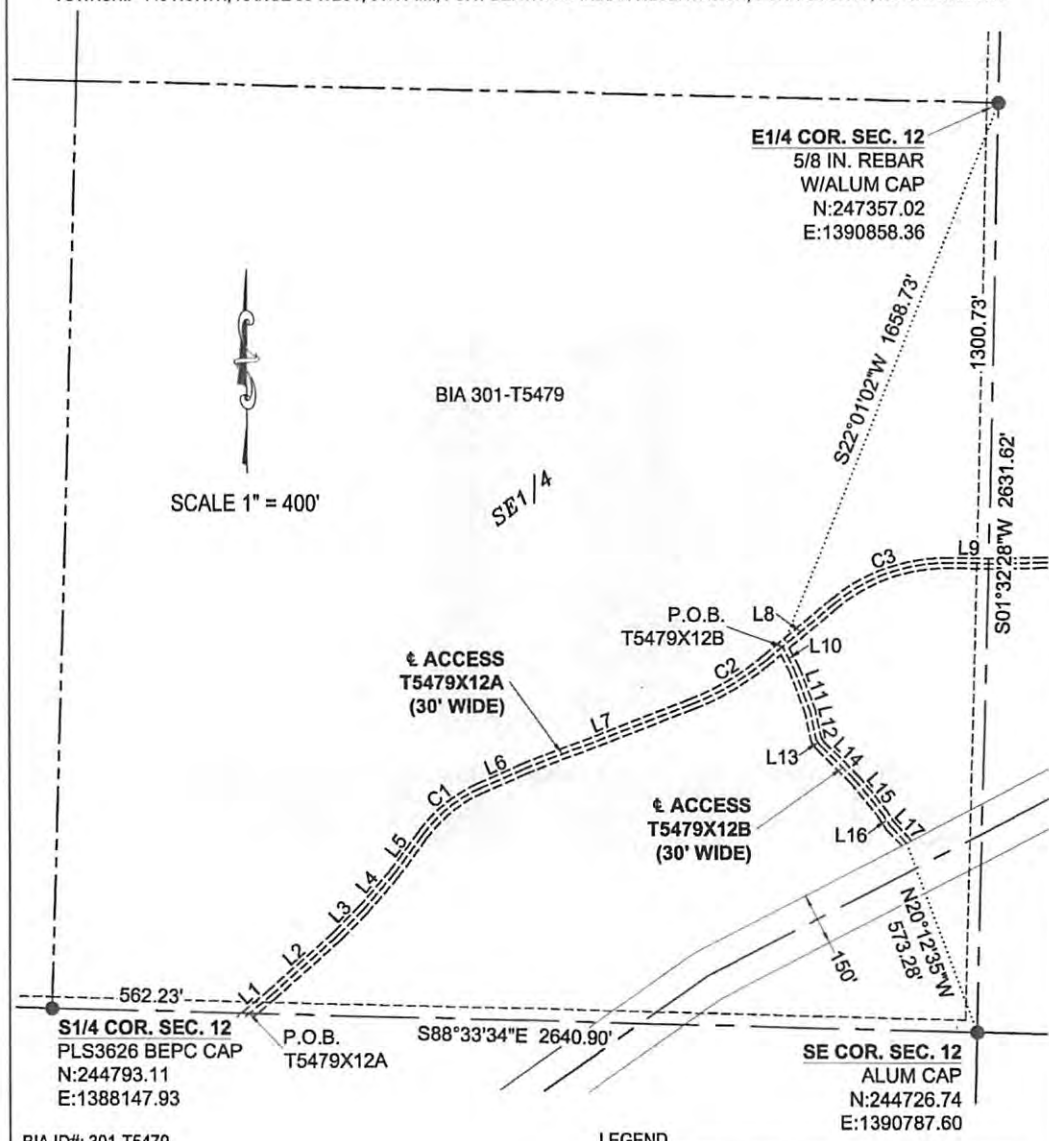 E1/4 COR. SEC. 12
5/8 IN. REBAR
W/ALUM CAP
N:247357.02
E:1390858.36
S22°01'02"W 1658.73'
1300.73'
S01°32'28"W 2631.62'
BIA 301-T5479
SCALE 1" = 400'
SE1/4
C3
L9
P.O.B.
T5479X12B
L8
L10
℄ ACCESS
T5479X12A
(30' WIDE)
C2
L11
L12
L7
L13
L14
L6
C1
L15
℄ ACCESS
T5479X12B
(30' WIDE)
L16
L17
L5
L4
L3
N20°12'35"W
573.28'
L2
150'
L1
562.23'
S1/4 COR. SEC. 12
PLS3626 BEPC CAP
N:244793.11
E:1388147.93
P.O.B.
T5479X12A
S88°33'34"E 2640.90'
SE COR. SEC. 12
ALUM CAP
N:244726.74
E:1390787.60
BIA ID#: 301-T5479
LEGEND